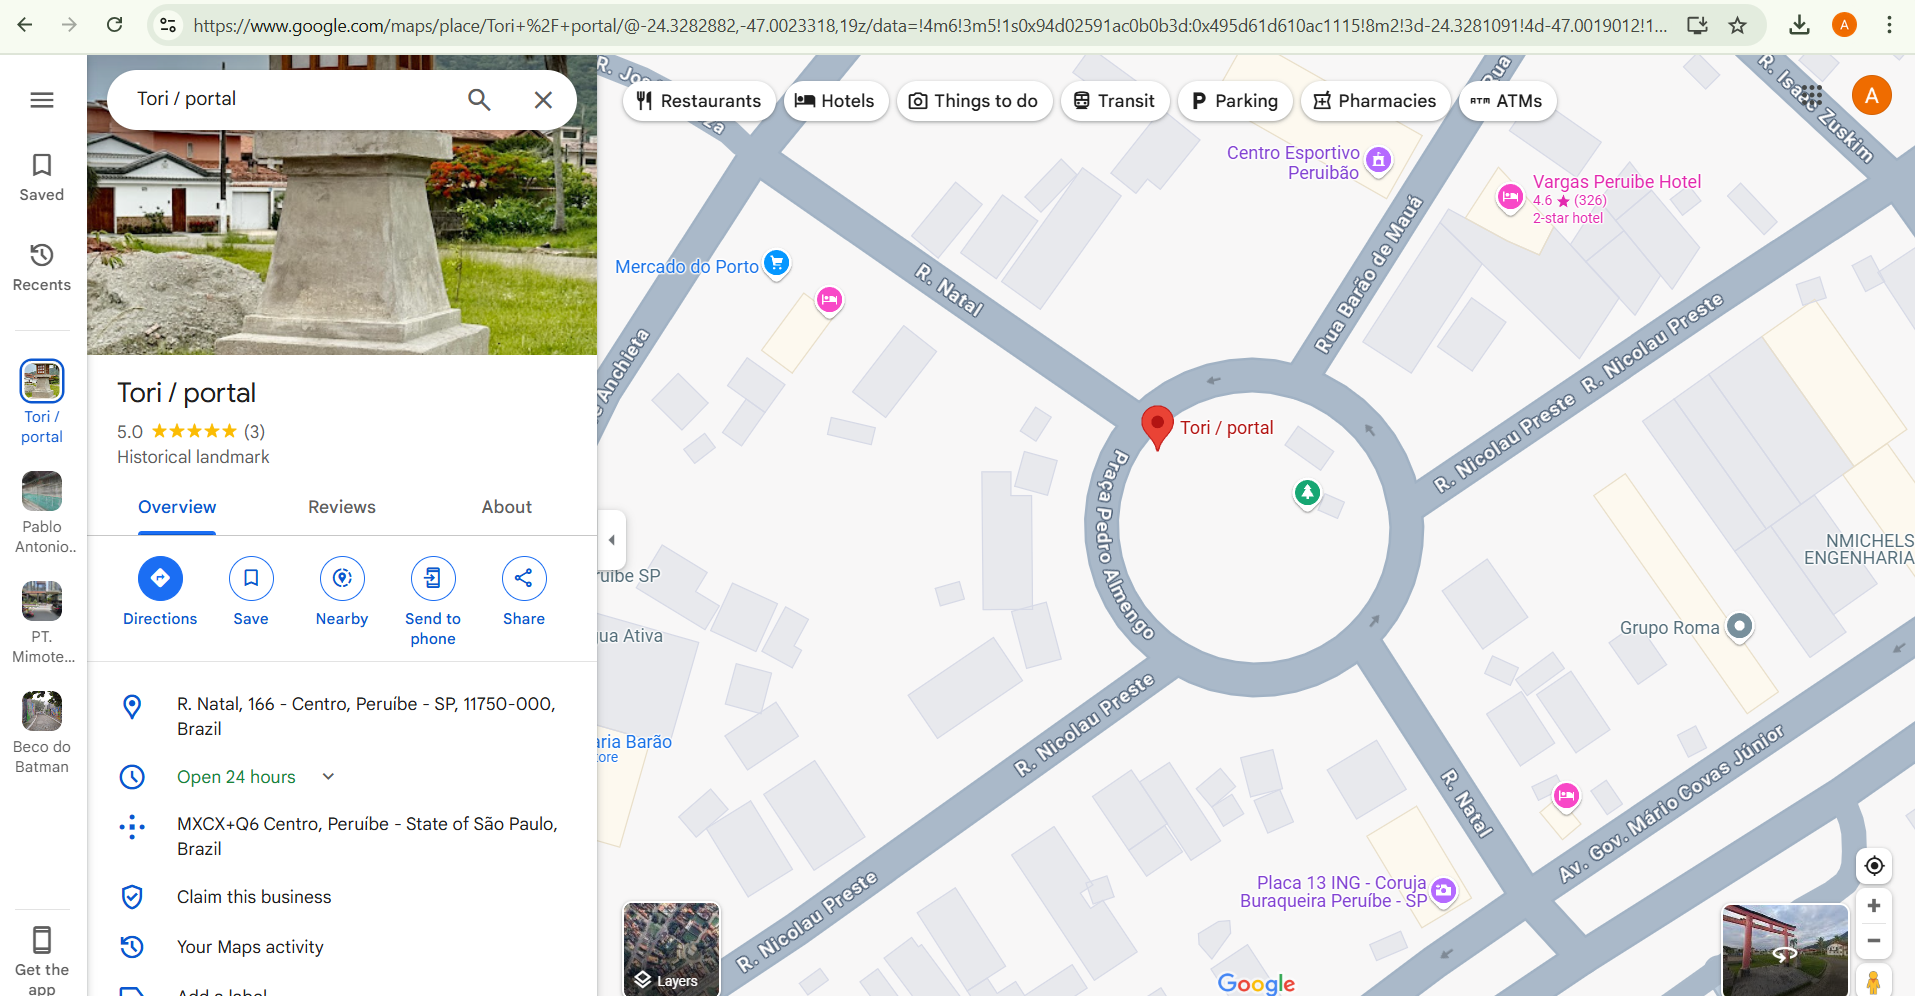 https://www.google.com/maps/place/Tori+%2F+portal/@-24.3282882,-47.0023318,19z/data=!4m6!3m5!1s0x94d02591ac0b0b3d:0x495d61d610ac1115!8m2!3d-24.3281091!4d-47.0019012!1...
A
Tori / portal
Saved
Recents
Tori /
portal
Pablo
Antonio..
PT.
Mimote...
Beco do
Batman
Get the
app
Tori / portal
5.0 (3)
Historical landmark
Overview
Reviews
About
Directions
Save
Nearby
Send to
phone
Share
R. Natal, 166 - Centro, Peruíbe - SP, 11750-000,
Brazil
Open 24 hours
MXCX+Q6 Centro, Peruíbe - State of São Paulo,
Brazil
Claim this business
Your Maps activity
Add a label
Restaurants
Hotels
Things to do
Transit
Parking
Pharmacies
ATM ATMs
A
R. Isaac Zuskim
Centro Esportivo
Peruibão
Vargas Peruibe Hotel
4.6 ★ (326)
2-star hotel
Mercado do Porto
R. Natal
Rua Barão de Mauá
R. Nicolau Preste
R. Nicolau Preste
Anchieta
Tori / portal
Praça Pedro Almengo
NMICHELS
ENGENHARIA
ruíbe SP
gua Ativa
Grupo Roma
R. Nicolau Preste
aria Barão
ore
R. Natal
Av. Gov. Mário Covas Júnior
Placa 13 ING - Coruja
Buraqueira Peruíbe - SP
R. Nicolau Preste
Layers
Google